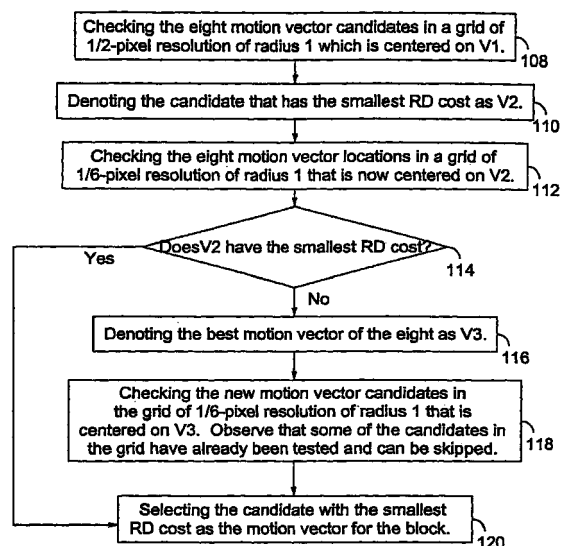 Checking the eight motion vector candidates in a grid of
1/2-pixel resolution of radius 1 which is centered on V1.
108
Denoting the candidate that has the smallest RD cost as V2.
110
Checking the eight motion vector locations in a grid of
1/6-pixel resolution of radius 1 that is now centered on V2.
112
DoesV2 have the smallest RD cost?
114
Yes
No
Denoting the best motion vector of the eight as V3.
116
Checking the new motion vector candidates in
the grid of 1/6-pixel resolution of radius 1 that is
centered on V3. Observe that some of the candidates in
the grid have already been tested and can be skipped.
118
Selecting the candidate with the smallest
RD cost as the motion vector for the block.
120